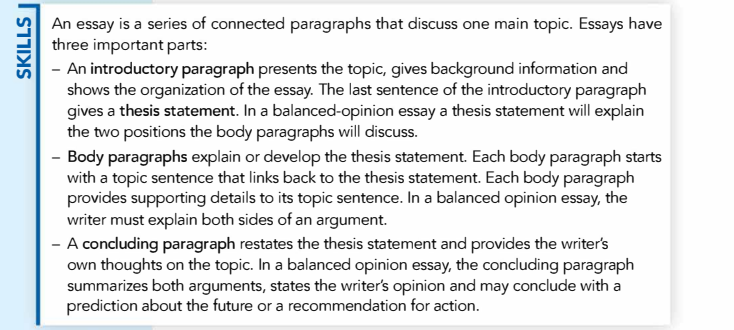 SKILLS
An essay is a series of connected paragraphs that discuss one main topic. Essays have
three important parts:
– An introductory paragraph presents the topic, gives background information and
shows the organization of the essay. The last sentence of the introductory paragraph
gives a thesis statement. In a balanced-opinion essay a thesis statement will explain
the two positions the body paragraphs will discuss.
– Body paragraphs explain or develop the thesis statement. Each body paragraph starts
with a topic sentence that links back to the thesis statement. Each body paragraph
provides supporting details to its topic sentence. In a balanced opinion essay, the
writer must explain both sides of an argument.
– A concluding paragraph restates the thesis statement and provides the writer's
own thoughts on the topic. In a balanced opinion essay, the concluding paragraph
summarizes both arguments, states the writer's opinion and may conclude with a
prediction about the future or a recommendation for action.